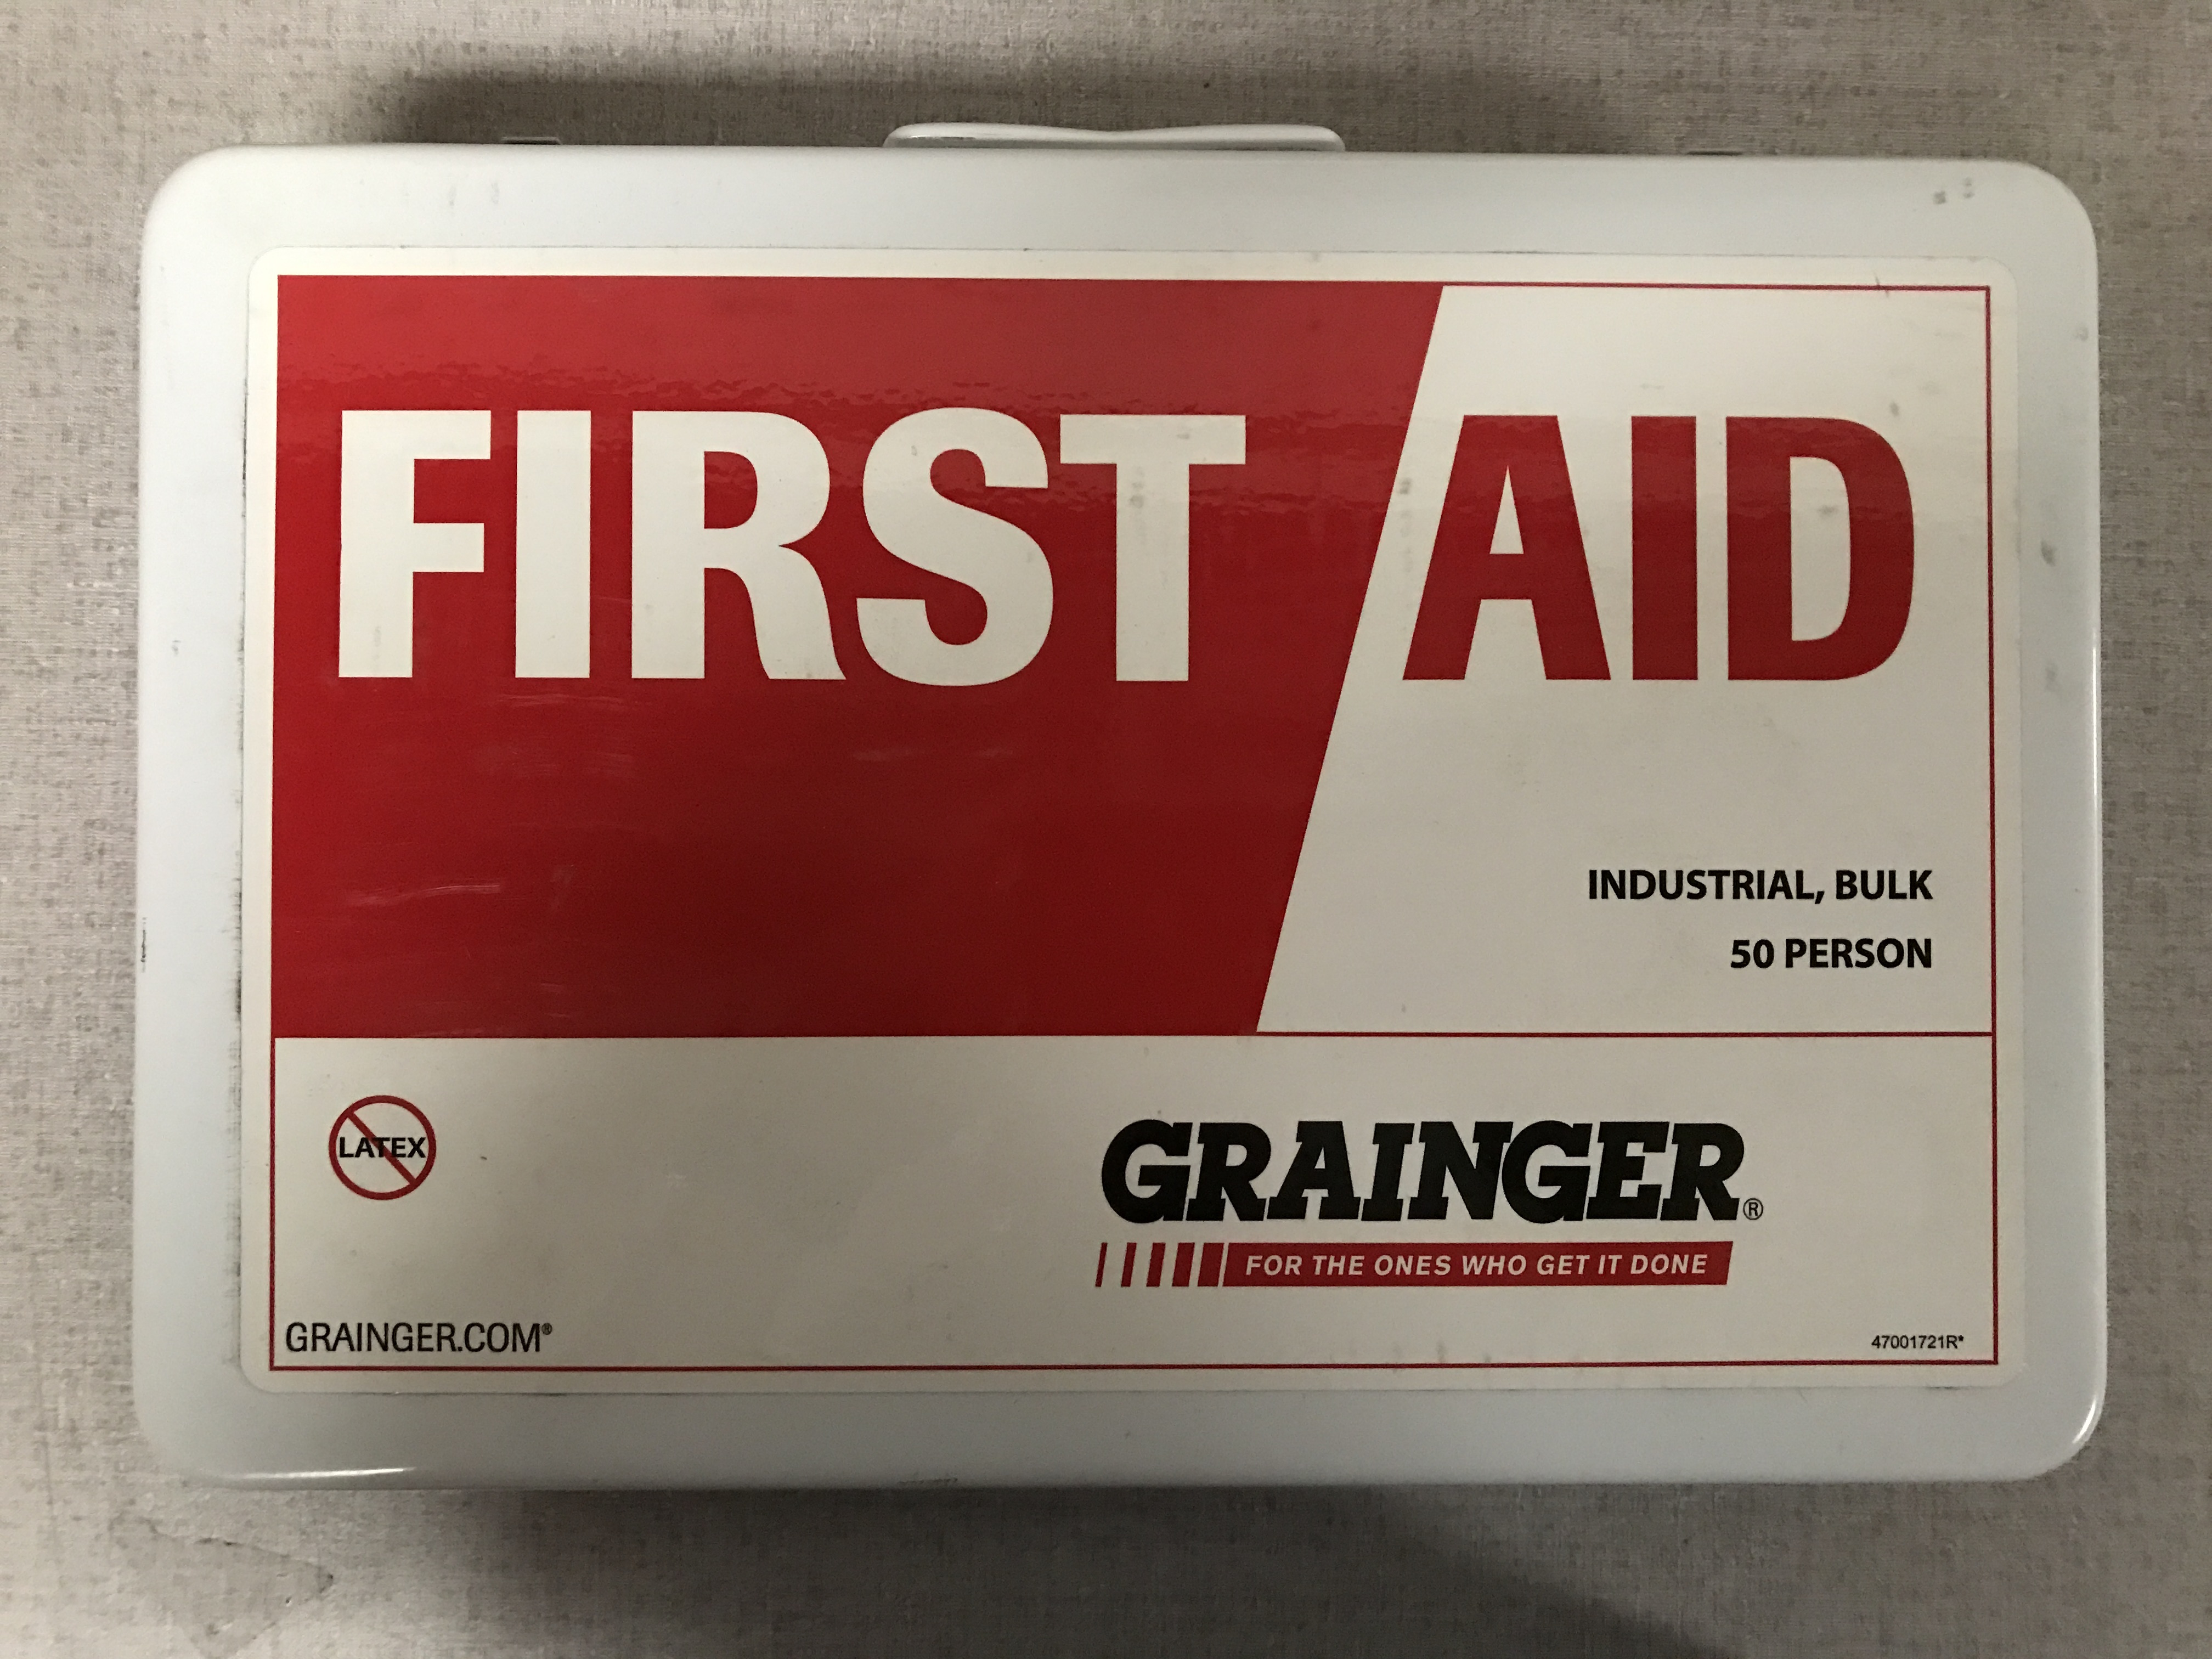 FIRST AID
INDUSTRIAL, BULK
50 PERSON
LATEX
GRAINGER®
FOR THE ONES WHO GET IT DONE
GRAINGER.COM®
47001721R*